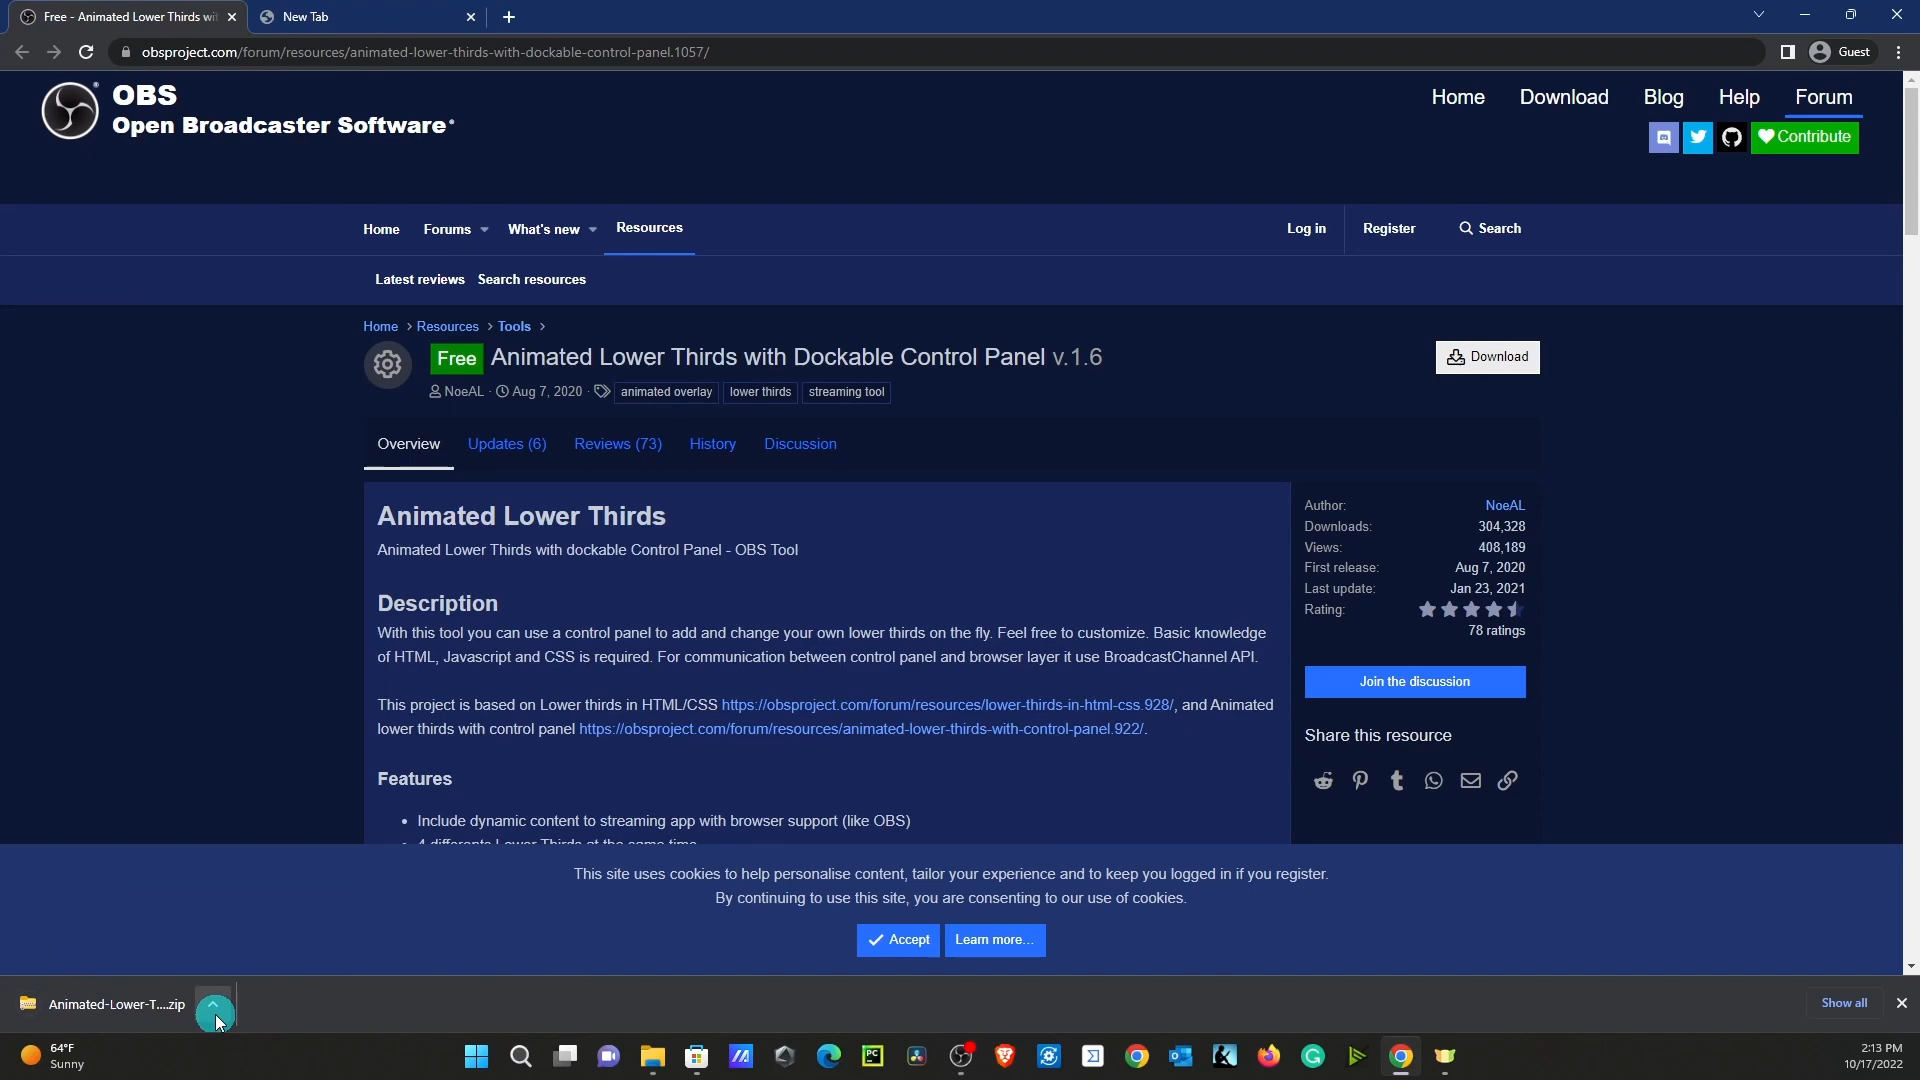 Free - Animated Lower Thirds wit
New Tab
obsproject.com/forum/resources/animated-lower-thirds-with-dockable-control-panel.1057/
Guest
OBS
Open Broadcaster Software
Home
Download
Blog
Help
Forum
Contribute
Home
Forums
What's new
Resources
Log in
Register
Search
Latest reviews
Search resources
Home > Resources > Tools >
Free Animated Lower Thirds with Dockable Control Panel v.1.6
Download
NoeAL · Aug 7, 2020 · animated overlay lower thirds streaming tool
Overview
Updates (6)
Reviews (73)
History
Discussion
Animated Lower Thirds
Animated Lower Thirds with dockable Control Panel - OBS Tool
Description
With this tool you can use a control panel to add and change your own lower thirds on the fly. Feel free to customize. Basic knowledge
of HTML, Javascript and CSS is required. For communication between control panel and browser layer it use BroadcastChannel API.
This project is based on Lower thirds in HTML/CSS https://obsproject.com/forum/resources/lower-thirds-in-html-css.928/, and Animated
lower thirds with control panel https://obsproject.com/forum/resources/animated-lower-thirds-with-control-panel.922/.
Features
• Include dynamic content to streaming app with browser support (like OBS)
• 4 differents Lower Thirds at the same time
Author: NoeAL
Downloads: 304,328
Views: 408,189
First release: Aug 7, 2020
Last update: Jan 23, 2021
Rating:
78 ratings
Join the discussion
Share this resource
This site uses cookies to help personalise content, tailor your experience and to keep you logged in if you register.
By continuing to use this site, you are consenting to our use of cookies.
Accept
Learn more…
Animated-Lower-T....zip
Show all
64°F
Sunny
PC
2:13 PM
10/17/2022